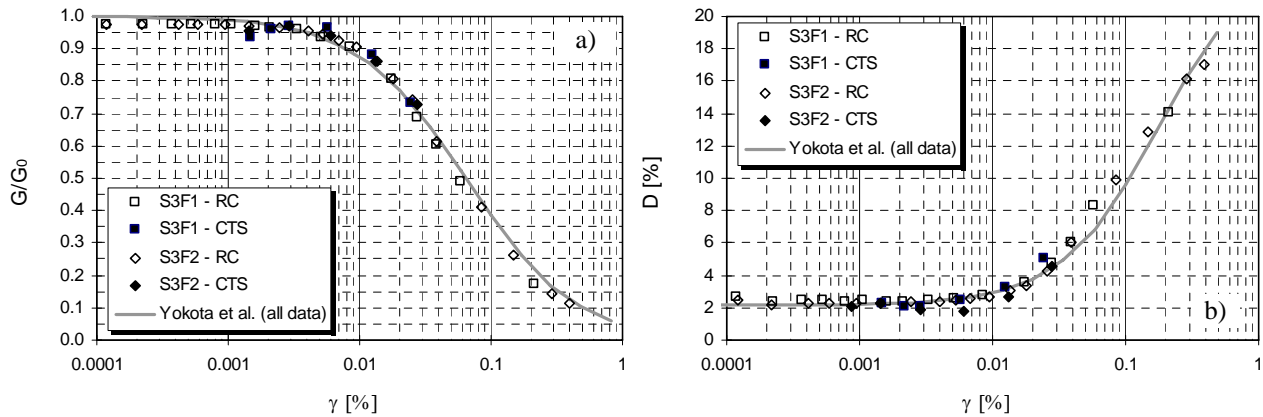 1.0
0.9
0.8
0.7
0.6
0.5
0.4
0.3
0.2
0.1
0.0
G/G0
a)
S3F1 - RC
S3F1 - CTS
S3F2 - RC
S3F2 - CTS
Yokota et al. (all data)
0.0001 0.001 0.01 0.1 1
γ [%]
20
18
16
14
12
10
8
6
4
2
0
D [%]
S3F1 - RC
S3F1 - CTS
S3F2 - RC
S3F2 - CTS
Yokota et al. (all data)
b)
0.0001 0.001 0.01 0.1 1
γ [%]